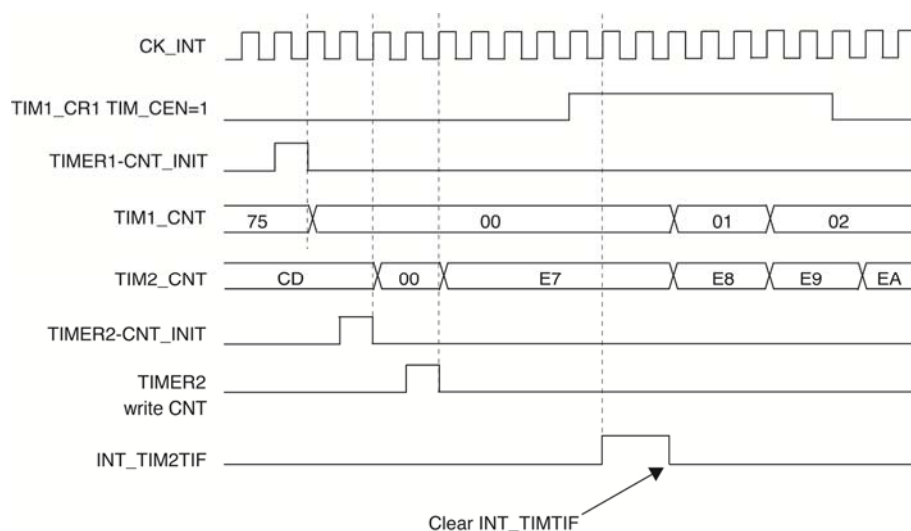 CK_INT
TIM1_CR1 TIM_CEN=1
TIMER1-CNT_INIT
TIM1_CNT
75 00 01 02
TIM2_CNT
CD 00 E7 E8 E9 EA
TIMER2-CNT_INIT
TIMER2
write CNT
INT_TIM2TIF
Clear INT_TIMTIF